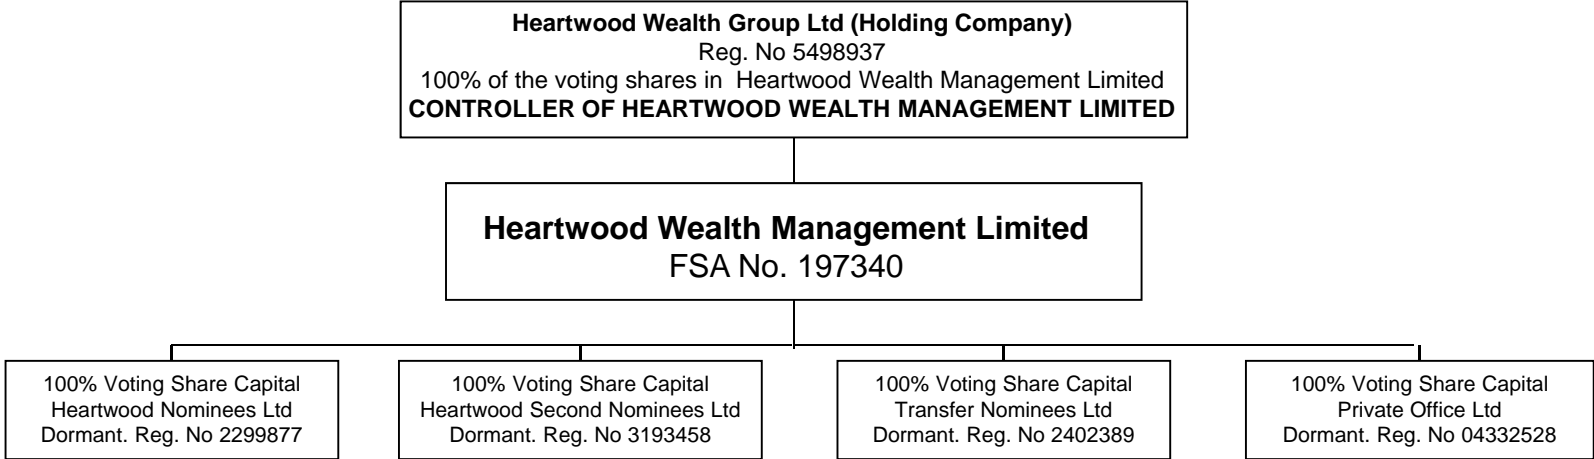 Heartwood Wealth Group Ltd (Holding Company)
Reg. No 5498937
100% of the voting shares in Heartwood Wealth Management Limited
CONTROLLER OF HEARTWOOD WEALTH MANAGEMENT LIMITED
Heartwood Wealth Management Limited
FSA No. 197340
100% Voting Share Capital
Heartwood Nominees Ltd
Dormant. Reg. No 2299877
100% Voting Share Capital
Heartwood Second Nominees Ltd
Dormant. Reg. No 3193458
100% Voting Share Capital
Transfer Nominees Ltd
Dormant. Reg. No 2402389
100% Voting Share Capital
Private Office Ltd
Dormant. Reg. No 04332528